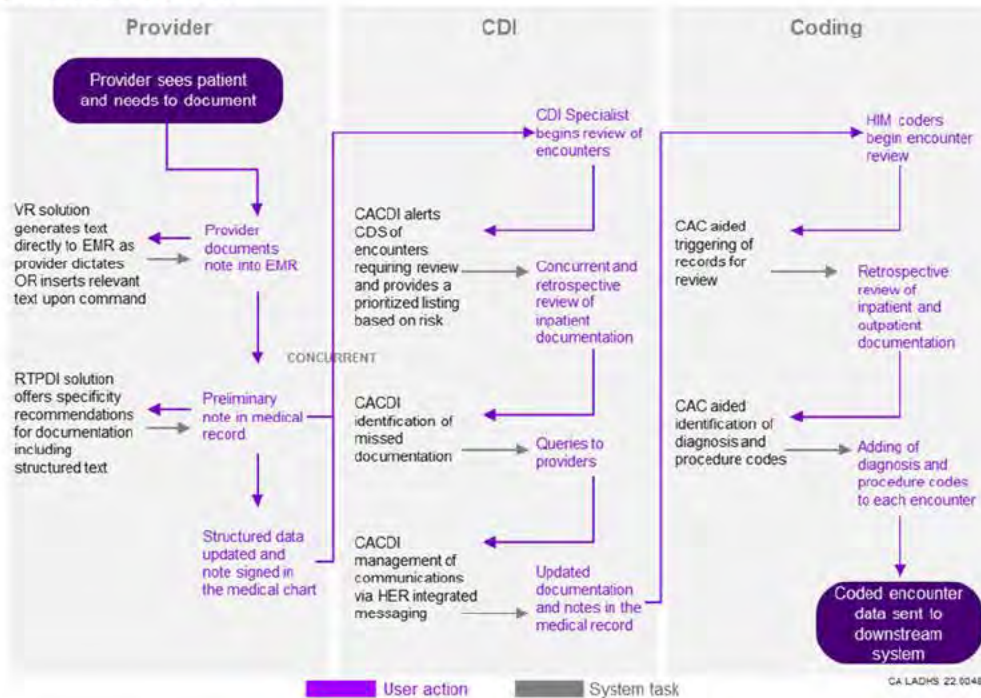 Provider
Provider sees patient
and needs to document
VR solution
generates text
directly to EMR as
provider dictates
OR inserts relevant
text upon command
Provider
documents
note into EMR
CONCURRENT
RTPDI solution
offers specificity
recommendations
for documentation
including
structured text
Preliminary
note in medical
record
Structured data
updated and
note signed in
the medical chart
CDI
CDI Specialist
begins review of
encounters
CACDI alerts
CDS of
encounters
requiring review
and provides a
prioritized listing
based on risk
Concurrent and
retrospective
review of
inpatient
documentation
CACDI
identification of
missed
documentation
Queries to
providers
CACDI
management of
communications
via HER integrated
messaging
Updated
documentation
and notes in the
medical record
Coding
HIM coders
begin encounter
review
CAC aided
triggering of
records for
review
Retrospective
review of
inpatient and
outpatient
documentation
CAC aided
identification of
diagnosis and
procedure codes
Adding of
diagnosis and
procedure codes
to each encounter
Coded encounter
data sent to
downstream
system
CA LADHS 22.0048
User action
System task